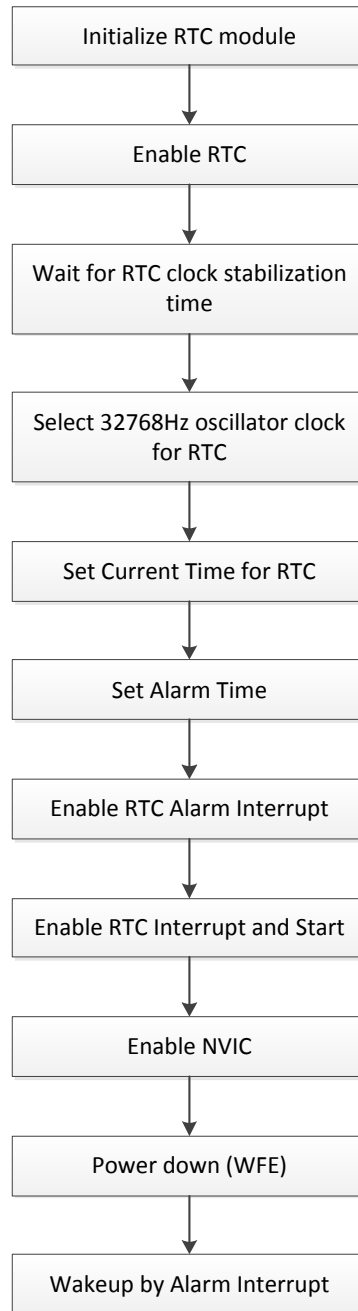 Initialize RTC module
Enable RTC
Wait for RTC clock stabilization
time
Select 32768Hz oscillator clock
for RTC
Set Current Time for RTC
Set Alarm Time
Enable RTC Alarm Interrupt
Enable RTC Interrupt and Start
Enable NVIC
Power down (WFE)
Wakeup by Alarm Interrupt